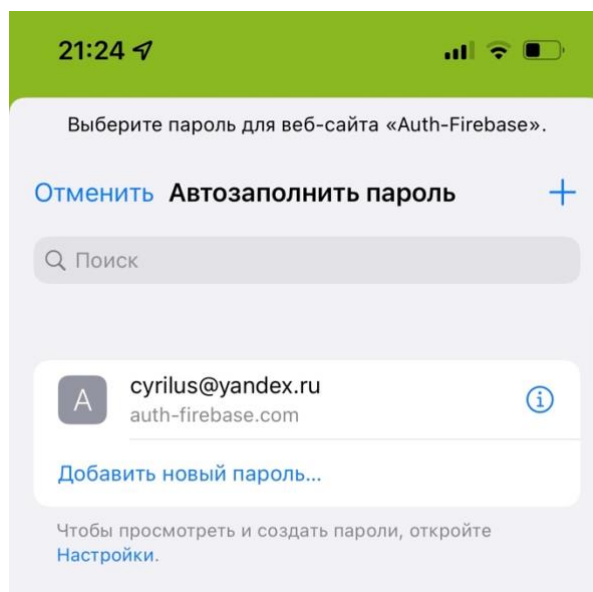 21:24
Выберите пароль для веб-сайта «Auth-Firebase».
Отменить Автозаполнить пароль +
Поиск
A cyrilus@yandex.ru
auth-firebase.com
Добавить новый пароль...
Чтобы просмотреть и создать пароли, откройте
Настройки.